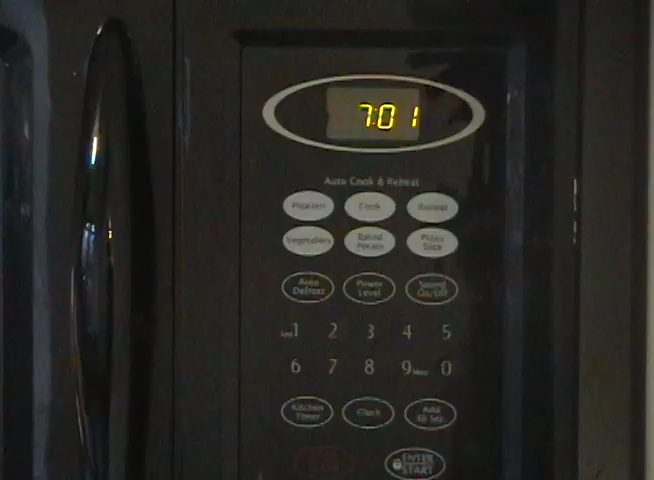 7:01
Auto Cook & Reheat
Popcorn Cook Reheat
Vegetables Baked Potato Pizza Slice
Auto Defrost Power Level Sound On/Off
1 2 3 4 5
6 7 8 9 0
Kitchen Timer Clock Add 30 Sec
ENTER START